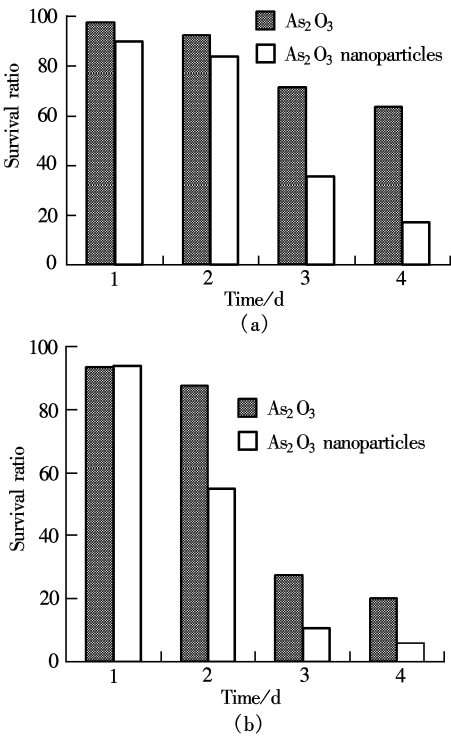 100
80
60
40
20
0
Survival ratio
As₂O₃
As₂O₃ nanoparticles
1 2 3 4
Time/d
(a)
100
80
60
40
20
0
Survival ratio
As₂O₃
As₂O₃ nanoparticles
1 2 3 4
Time/d
(b)